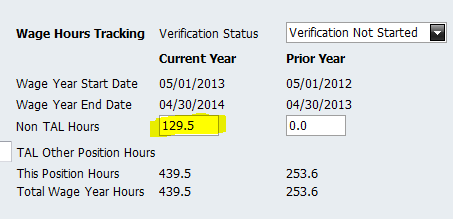 Wage Hours Tracking Verification Status Verification Not Started
Current Year Prior Year
Wage Year Start Date 05/01/2013 05/01/2012
Wage Year End Date 04/30/2014 04/30/2013
Non TAL Hours 129.5 0.0
TAL Other Position Hours
This Position Hours 439.5 253.6
Total Wage Year Hours 439.5 253.6